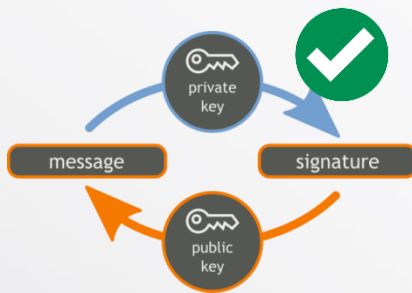 private
key
message
signature
public
key